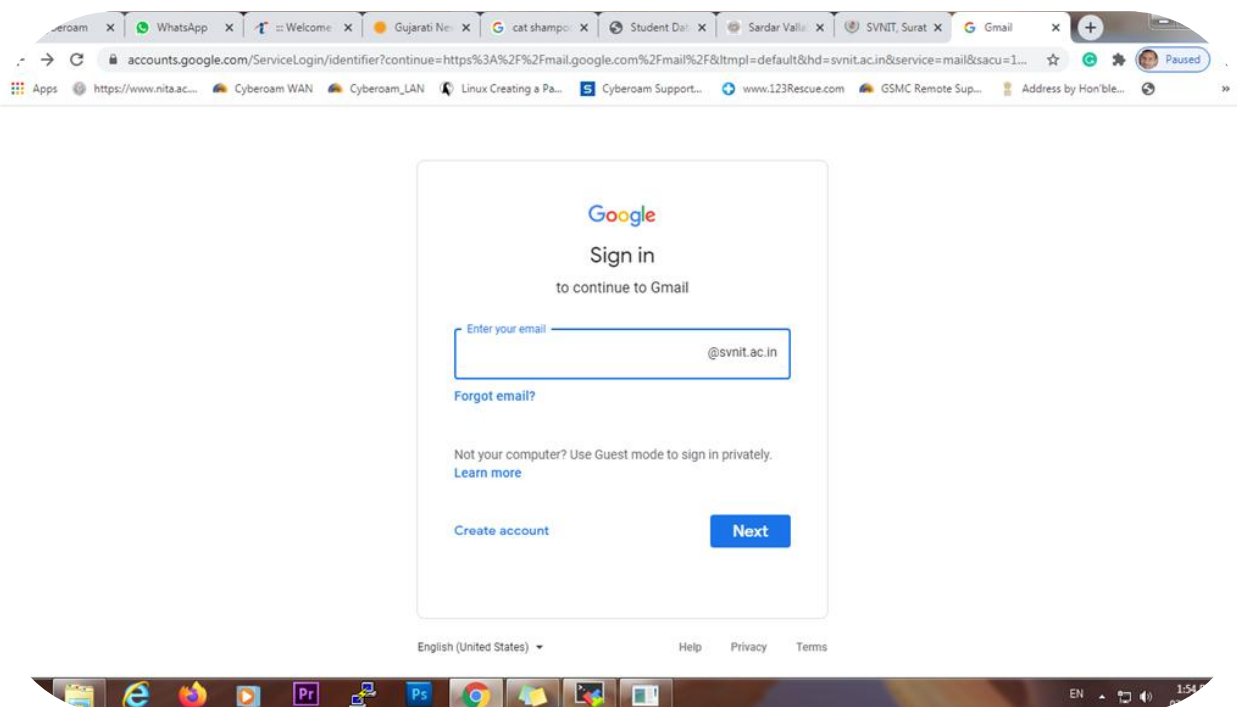 WhatsApp ::: Welcome Gujarati Ne cat shampo Student Dat Sardar Valla SVNIT, Surat Gmail
accounts.google.com/ServiceLogin/identifier?continue=https%3A%2F%2Fmail.google.com%2Fmail%2F&ltmpl=default&hd=svnit.ac.in&service=mail&sacu=1... Paused
Apps https://www.nita.ac.... Cyberoam WAN Cyberoam_LAN Linux Creating a Pa... Cyberoam Support... www.123Rescue.com GSMC Remote Sup... Address by Hon'ble... »
Google
Sign in
to continue to Gmail
Enter your email
@svnit.ac.in
Forgot email?
Not your computer? Use Guest mode to sign in privately.
Learn more
Create account Next
English (United States) Help Privacy Terms
Pr Ps EN 1:54